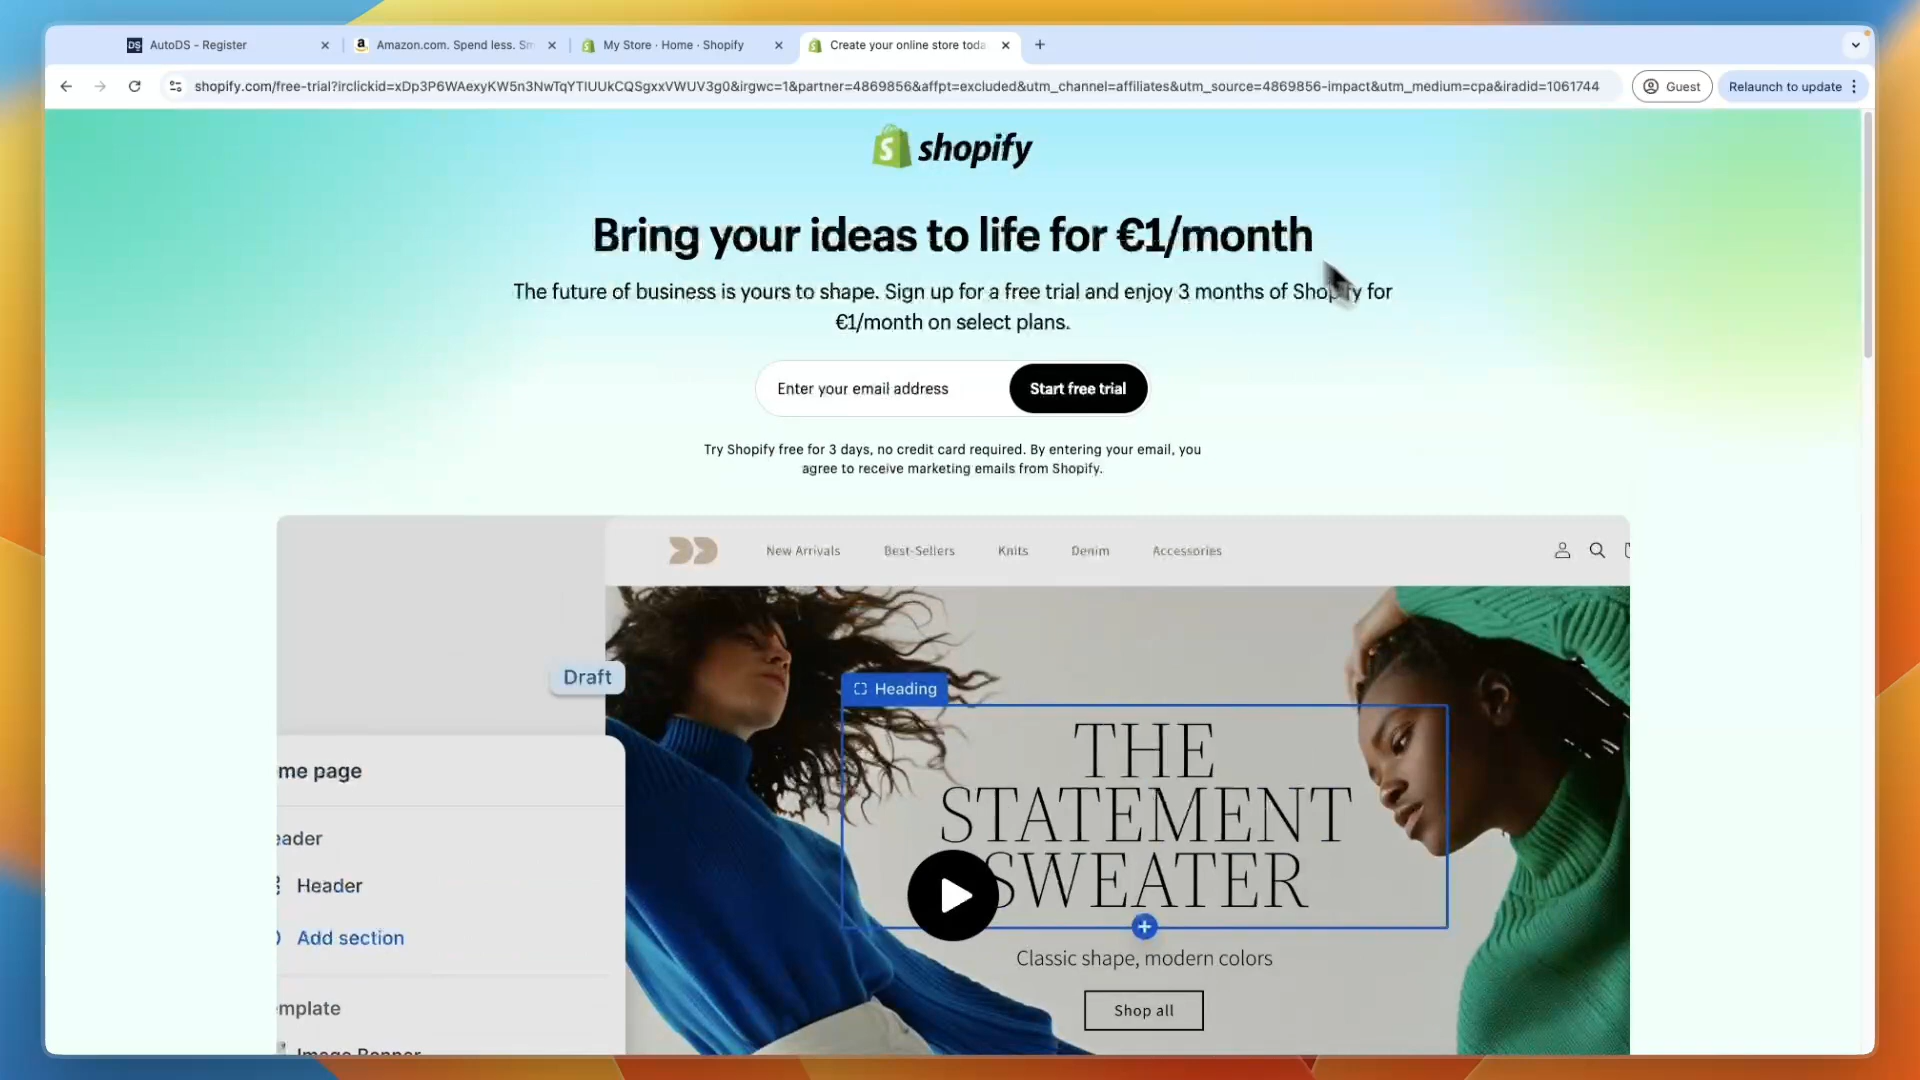 AutoDS - Register
Amazon.com. Spend less. Sm
My Store · Home · Shopify
Create your online store toda
shopify.com/free-trial?irclickid=xDp3P6WAexyKW5n3NwTqYTIUUkCQSgxxVWUV3g0&irgwc=1&partner=4869856&affpt=excluded&utm_channel=affiliates&utm_source=4869856-impact&utm_medium=cpa&iradid=1061744
Guest
Relaunch to update
shopify
Bring your ideas to life for €1/month
The future of business is yours to shape. Sign up for a free trial and enjoy 3 months of Shopify for
€1/month on select plans.
Enter your email address
Start free trial
Try Shopify free for 3 days, no credit card required. By entering your email, you
agree to receive marketing emails from Shopify.
New Arrivals
Best-Sellers
Knits
Denim
Accessories
Draft
Heading
THE
STATEMENT
SWEATER
me page
eader
Header
Add section
Classic shape, modern colors
mplate
Shop all
Image Banner